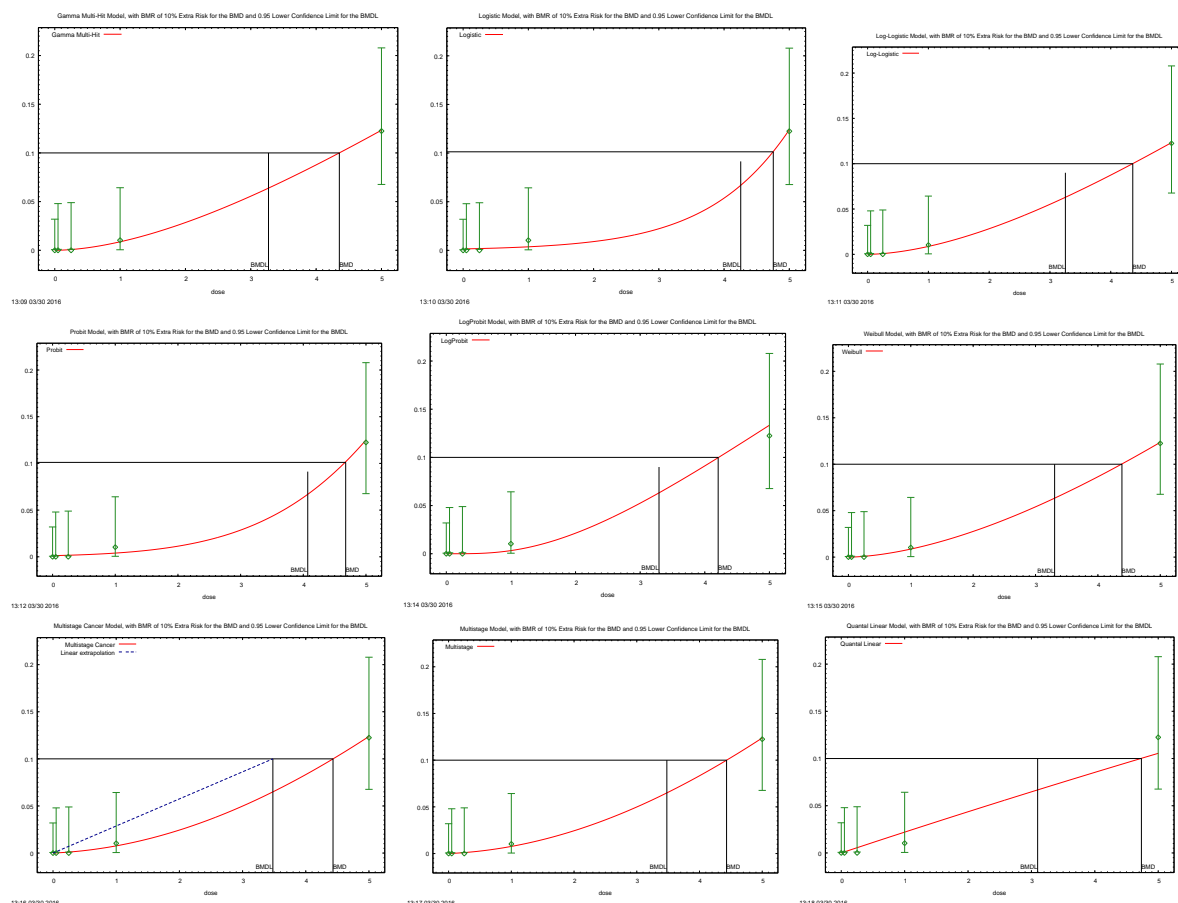 Gamma Multi-Hit Model, with BMR of 10% Extra Risk for the BMD and 0.95 Lower Confidence Limit for the BMDL
Gamma Multi-Hit
0.2
0.15
0.1
0.05
0
BMDL BMD
0 1 2 3 4 5
dose
13:09 03/30 2016
Logistic Model, with BMR of 10% Extra Risk for the BMD and 0.95 Lower Confidence Limit for the BMDL
Logistic
0.2
0.15
0.1
0.05
0
BMDL BMD
0 1 2 3 4 5
dose
13:10 03/30 2016
Log-Logistic Model, with BMR of 10% Extra Risk for the BMD and 0.95 Lower Confidence Limit for the BMDL
Log-Logistic
0.2
0.15
0.1
0.05
0
BMDL BMD
0 1 2 3 4 5
dose
13:11 03/30 2016
Probit Model, with BMR of 10% Extra Risk for the BMD and 0.95 Lower Confidence Limit for the BMDL
Probit
0.2
0.15
0.1
0.05
0
BMDL BMD
0 1 2 3 4 5
dose
13:12 03/30 2016
LogProbit Model, with BMR of 10% Extra Risk for the BMD and 0.95 Lower Confidence Limit for the BMDL
LogProbit
0.2
0.15
0.1
0.05
0
BMDL BMD
0 1 2 3 4 5
dose
13:14 03/30 2016
Weibull Model, with BMR of 10% Extra Risk for the BMD and 0.95 Lower Confidence Limit for the BMDL
Weibull
0.2
0.15
0.1
0.05
0
BMDL BMD
0 1 2 3 4 5
dose
13:15 03/30 2016
Multistage Cancer Model, with BMR of 10% Extra Risk for the BMD and 0.95 Lower Confidence Limit for the BMDL
Multistage Cancer
Linear extrapolation
0.2
0.15
0.1
0.05
0
BMDL BMD
0 1 2 3 4 5
dose
13:16 03/30 2016
Multistage Model, with BMR of 10% Extra Risk for the BMD and 0.95 Lower Confidence Limit for the BMDL
Multistage
0.2
0.15
0.1
0.05
0
BMDL BMD
0 1 2 3 4 5
dose
13:17 03/30 2016
Quantal Linear Model, with BMR of 10% Extra Risk for the BMD and 0.95 Lower Confidence Limit for the BMDL
Quantal Linear
0.2
0.15
0.1
0.05
0
BMDL BMD
0 1 2 3 4 5
dose
13:18 03/30 2016